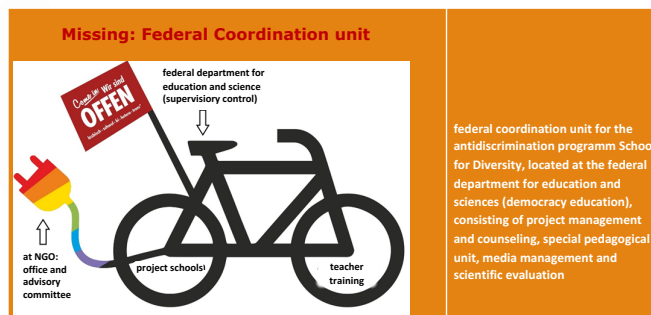 Missing: Federal Coordination unit
federal department for
education and science
(supervisory control)
Come in! Wir sind
OFFEN
at NGO:
office and
advisory
committee
project schools
teacher
training
federal coordination unit for the
antidiscrimination programm Schoo
for Diversity, located at the federal
department for education and
sciences (democracy education),
consisting of project management
and counseling, special pedagogical
unit, media management and
scientific evaluation